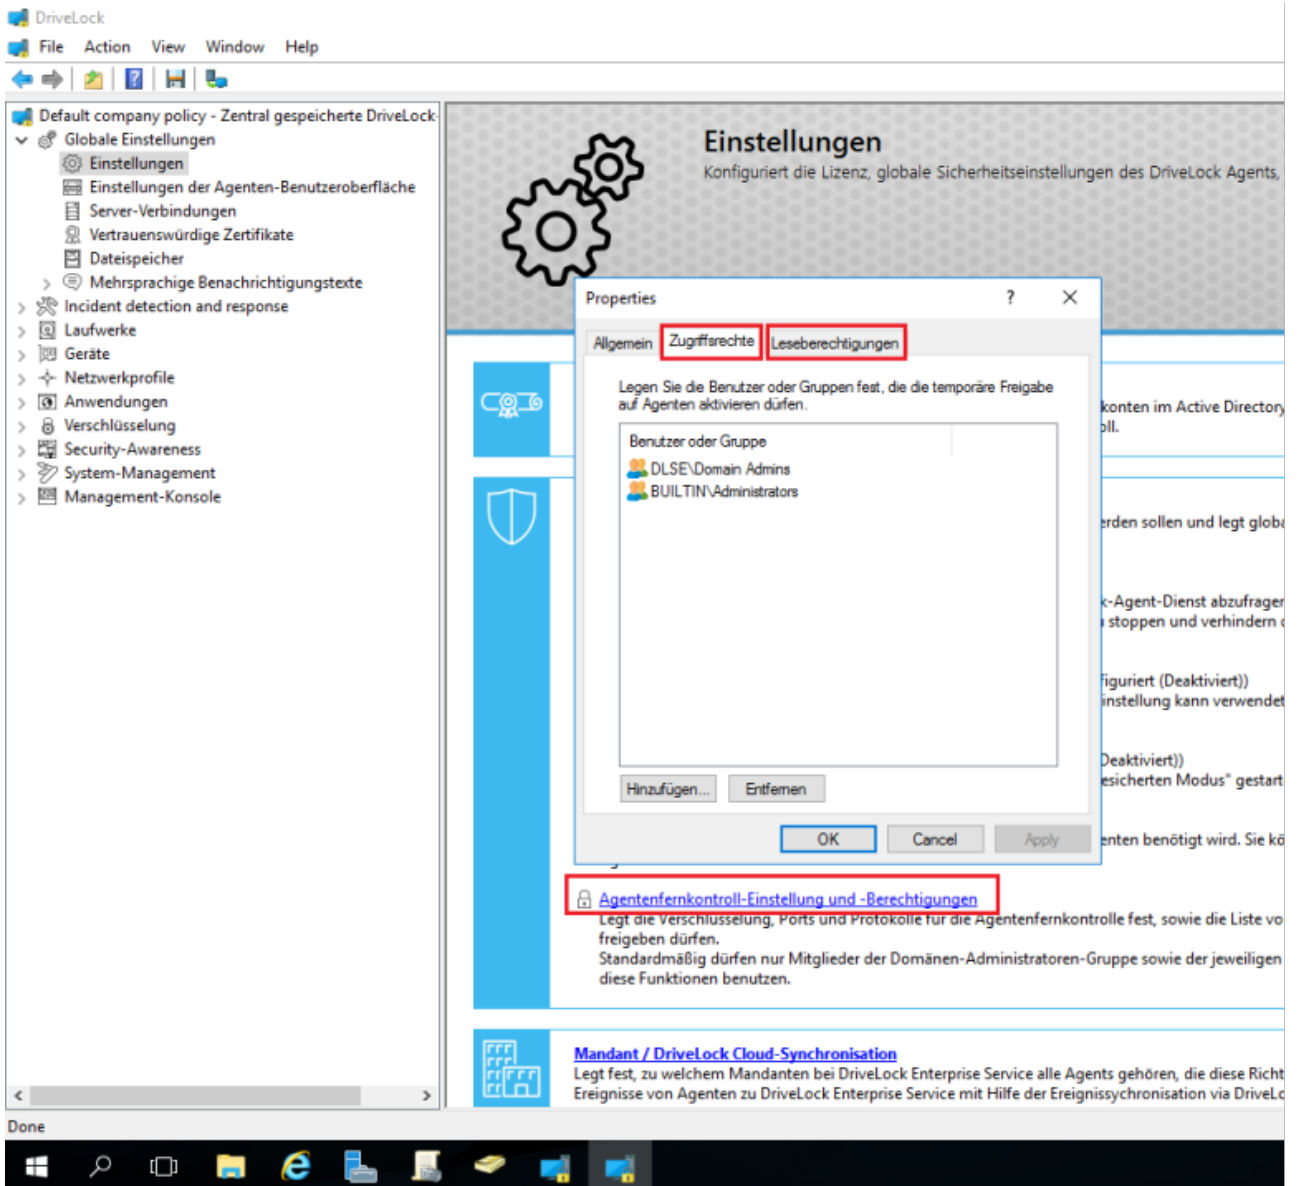 DriveLock
File Action View Window Help
Default company policy - Zentral gespeicherte DriveLock-
Globale Einstellungen
Einstellungen
Einstellungen der Agenten-Benutzeroberfläche
Server-Verbindungen
Vertrauenswürdige Zertifikate
Dateispeicher
Mehrsprachige Benachrichtigungstexte
Incident detection and response
Laufwerke
Geräte
Netzwerkprofile
Anwendungen
Verschlüsselung
Security-Awareness
System-Management
Management-Konsole
Einstellungen
Konfiguriert die Lizenz, globale Sicherheitseinstellungen des DriveLock Agents,
Properties
Allgemein Zugriffsrechte Leseberechtigungen
Legen Sie die Benutzer oder Gruppen fest, die die temporäre Freigabe
auf Agenten aktivieren dürfen.
Benutzer oder Gruppe
DLSE\Domain Admins
BUILTIN\Administrators
Hinzufügen... Entfernen
OK Cancel Apply
konten im Active Directory
oll.
erden sollen und legt globa
k-Agent-Dienst abzufragen
stoppen und verhindern
figuriert (Deaktiviert))
instellung kann verwendet
Deaktiviert))
esicherten Modus" gestart
enten benötigt wird. Sie kö
Agentenfernkontroll-Einstellung und -Berechtigungen
Legt die Verschlüsselung, Ports und Protokolle für die Agentenfernkontrolle fest, sowie die Liste vo
freigeben dürfen.
Standardmäßig dürfen nur Mitglieder der Domänen-Administratoren-Gruppe sowie der jeweiligen
diese Funktionen benutzen.
Mandant / DriveLock Cloud-Synchronisation
Legt fest, zu welchem Mandanten bei DriveLock Enterprise Service alle Agents gehören, die diese Richt
Ereignisse von Agenten zu DriveLock Enterprise Service mit Hilfe der Ereignissychronisation via DriveLo
Done